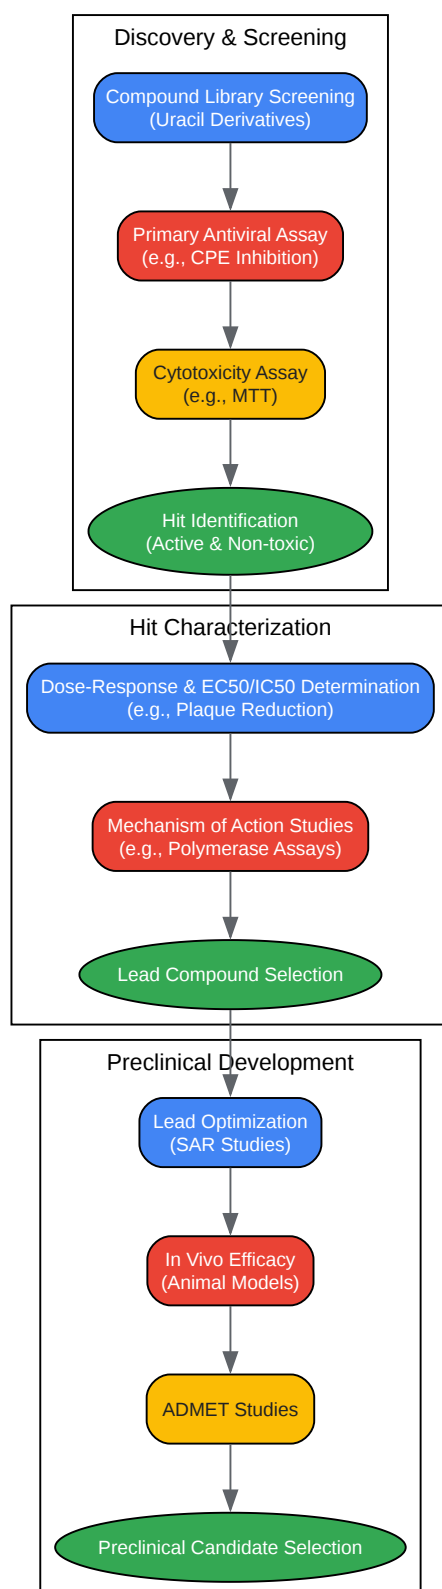 Discovery & Screening
Compound Library Screening
(Uracil Derivatives)
Primary Antiviral Assay
(e.g., CPE Inhibition)
Cytotoxicity Assay
(e.g., MTT)
Hit Identification
(Active & Non-toxic)
Hit Characterization
Dose-Response & EC50/IC50 Determination
(e.g., Plaque Reduction)
Mechanism of Action Studies
(e.g., Polymerase Assays)
Lead Compound Selection
Preclinical Development
Lead Optimization
(SAR Studies)
In Vivo Efficacy
(Animal Models)
ADMET Studies
Preclinical Candidate Selection